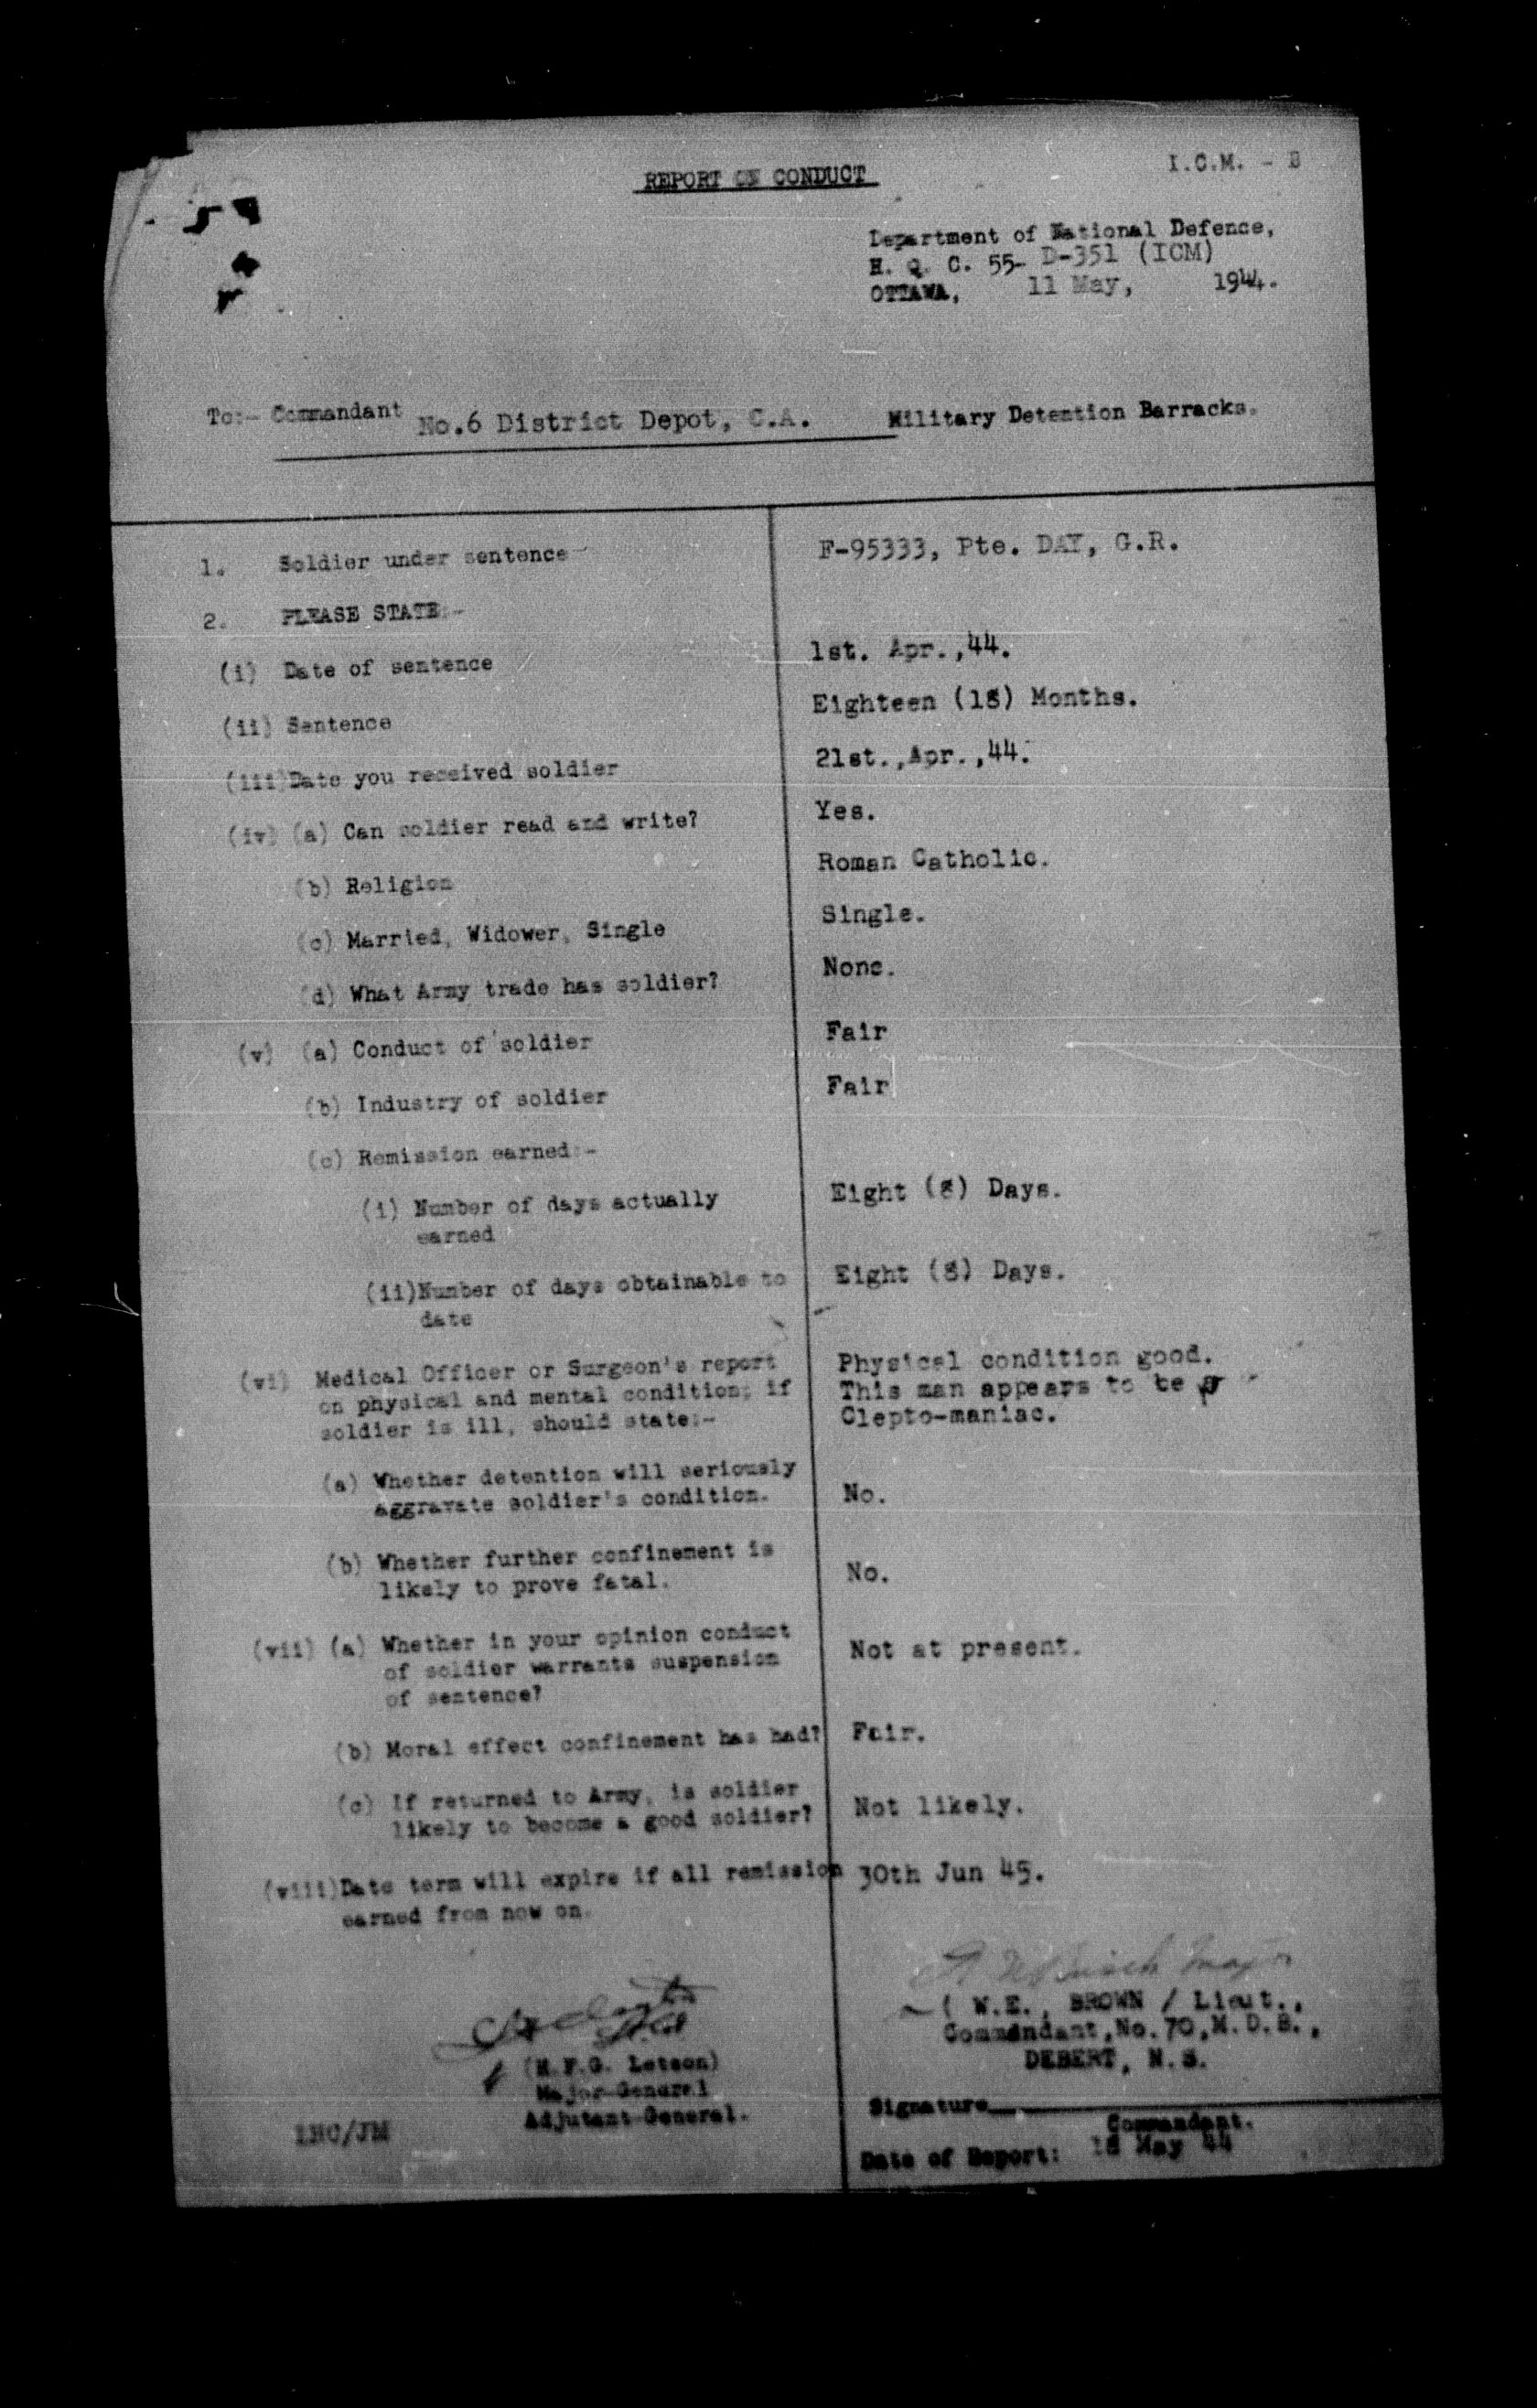 REPORT ON CONDUCT
I.C.M. - B
Department of National Defence,
H. Q. C. 55- D-351 (ICM)
OTTAWA, 11 May, 1944.
To:- Commandant No.6 District Depot, C.A. Military Detention Barracks.
1. Soldier under sentence F-95333, Pte. DAY, G.R.
2. PLEASE STATE:-
(i) Date of sentence 1st. Apr.,44.
(ii) Sentence Eighteen (18) Months.
(iii) Date you received soldier 21st.,Apr.,44.
(iv) (a) Can soldier read and write? Yes.
(b) Religion Roman Catholic.
(c) Married, Widower, Single Single.
(d) What Army trade has soldier? None.
(v) (a) Conduct of soldier Fair
(b) Industry of soldier Fair
(c) Remission earned:-
(i) Number of days actually Eight (8) Days.
earned
(ii)Number of days obtainable to Eight (8) Days.
date
(vi) Medical Officer or Surgeon's report Physical condition good.
on physical and mental condition; if This man appears to be a
soldier is ill, should state:- Clepto-maniac.
(a) Whether detention will seriously
aggravate soldier's condition. No.
(b) Whether further confinement is
likely to prove fatal. No.
(vii) (a) Whether in your opinion conduct Not at present.
of soldier warrants suspension
of sentence?
(b) Moral effect confinement has had? Fair.
(c) If returned to Army, is soldier Not likely.
likely to become a good soldier?
(viii)Date term will expire if all remission 30th Jun 45.
earned from now on.
Major
( W.E., BROWN / Lieut.,
Commandant,No.70,M.D.B.,
DEBERT, N.S.
(H.F.G. Letson)
Major-General
Adjutant-General.
LHC/JM
Signature
Commandant.
Date of Report: 18 May 44